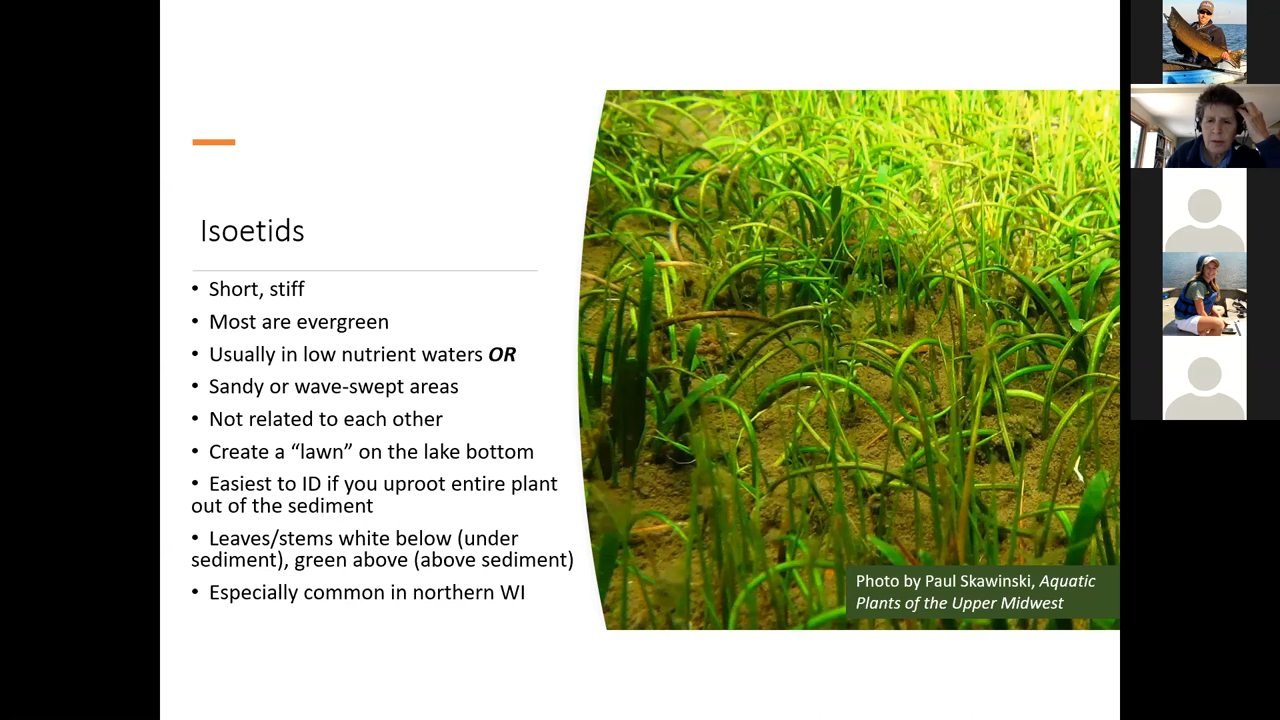 Isoetids
• Short, stiff
• Most are evergreen
• Usually in low nutrient waters OR
• Sandy or wave-swept areas
• Not related to each other
• Create a “lawn” on the lake bottom
• Easiest to ID if you uproot entire plant
out of the sediment
• Leaves/stems white below (under
sediment), green above (above sediment)
• Especially common in northern WI
Photo by Paul Skawinski, Aquatic
Plants of the Upper Midwest